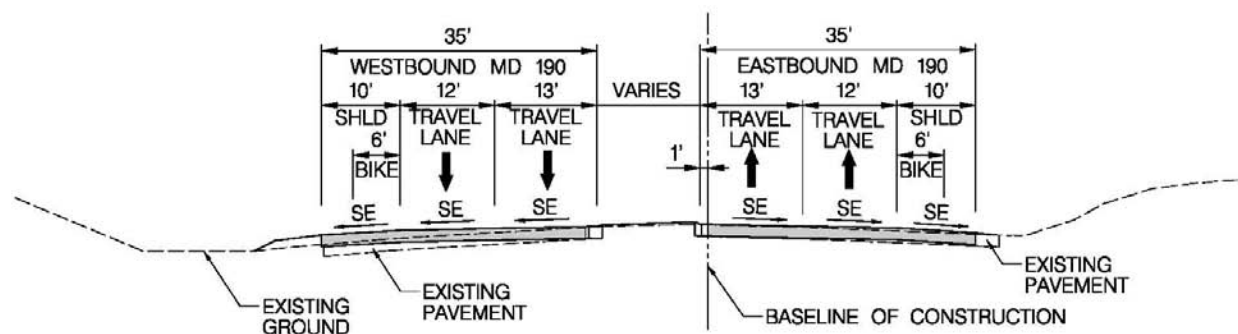 35'
35'
WESTBOUND MD 190
EASTBOUND MD 190
10'
12'
13'
VARIES
13'
12'
10'
SHLD
TRAVEL
LANE
TRAVEL
LANE
TRAVEL
LANE
TRAVEL
LANE
SHLD
6'
BIKE
1'
6'
BIKE
SE
SE
SE
SE
SE
SE
EXISTING
GROUND
EXISTING
PAVEMENT
BASELINE OF CONSTRUCTION
EXISTING
PAVEMENT